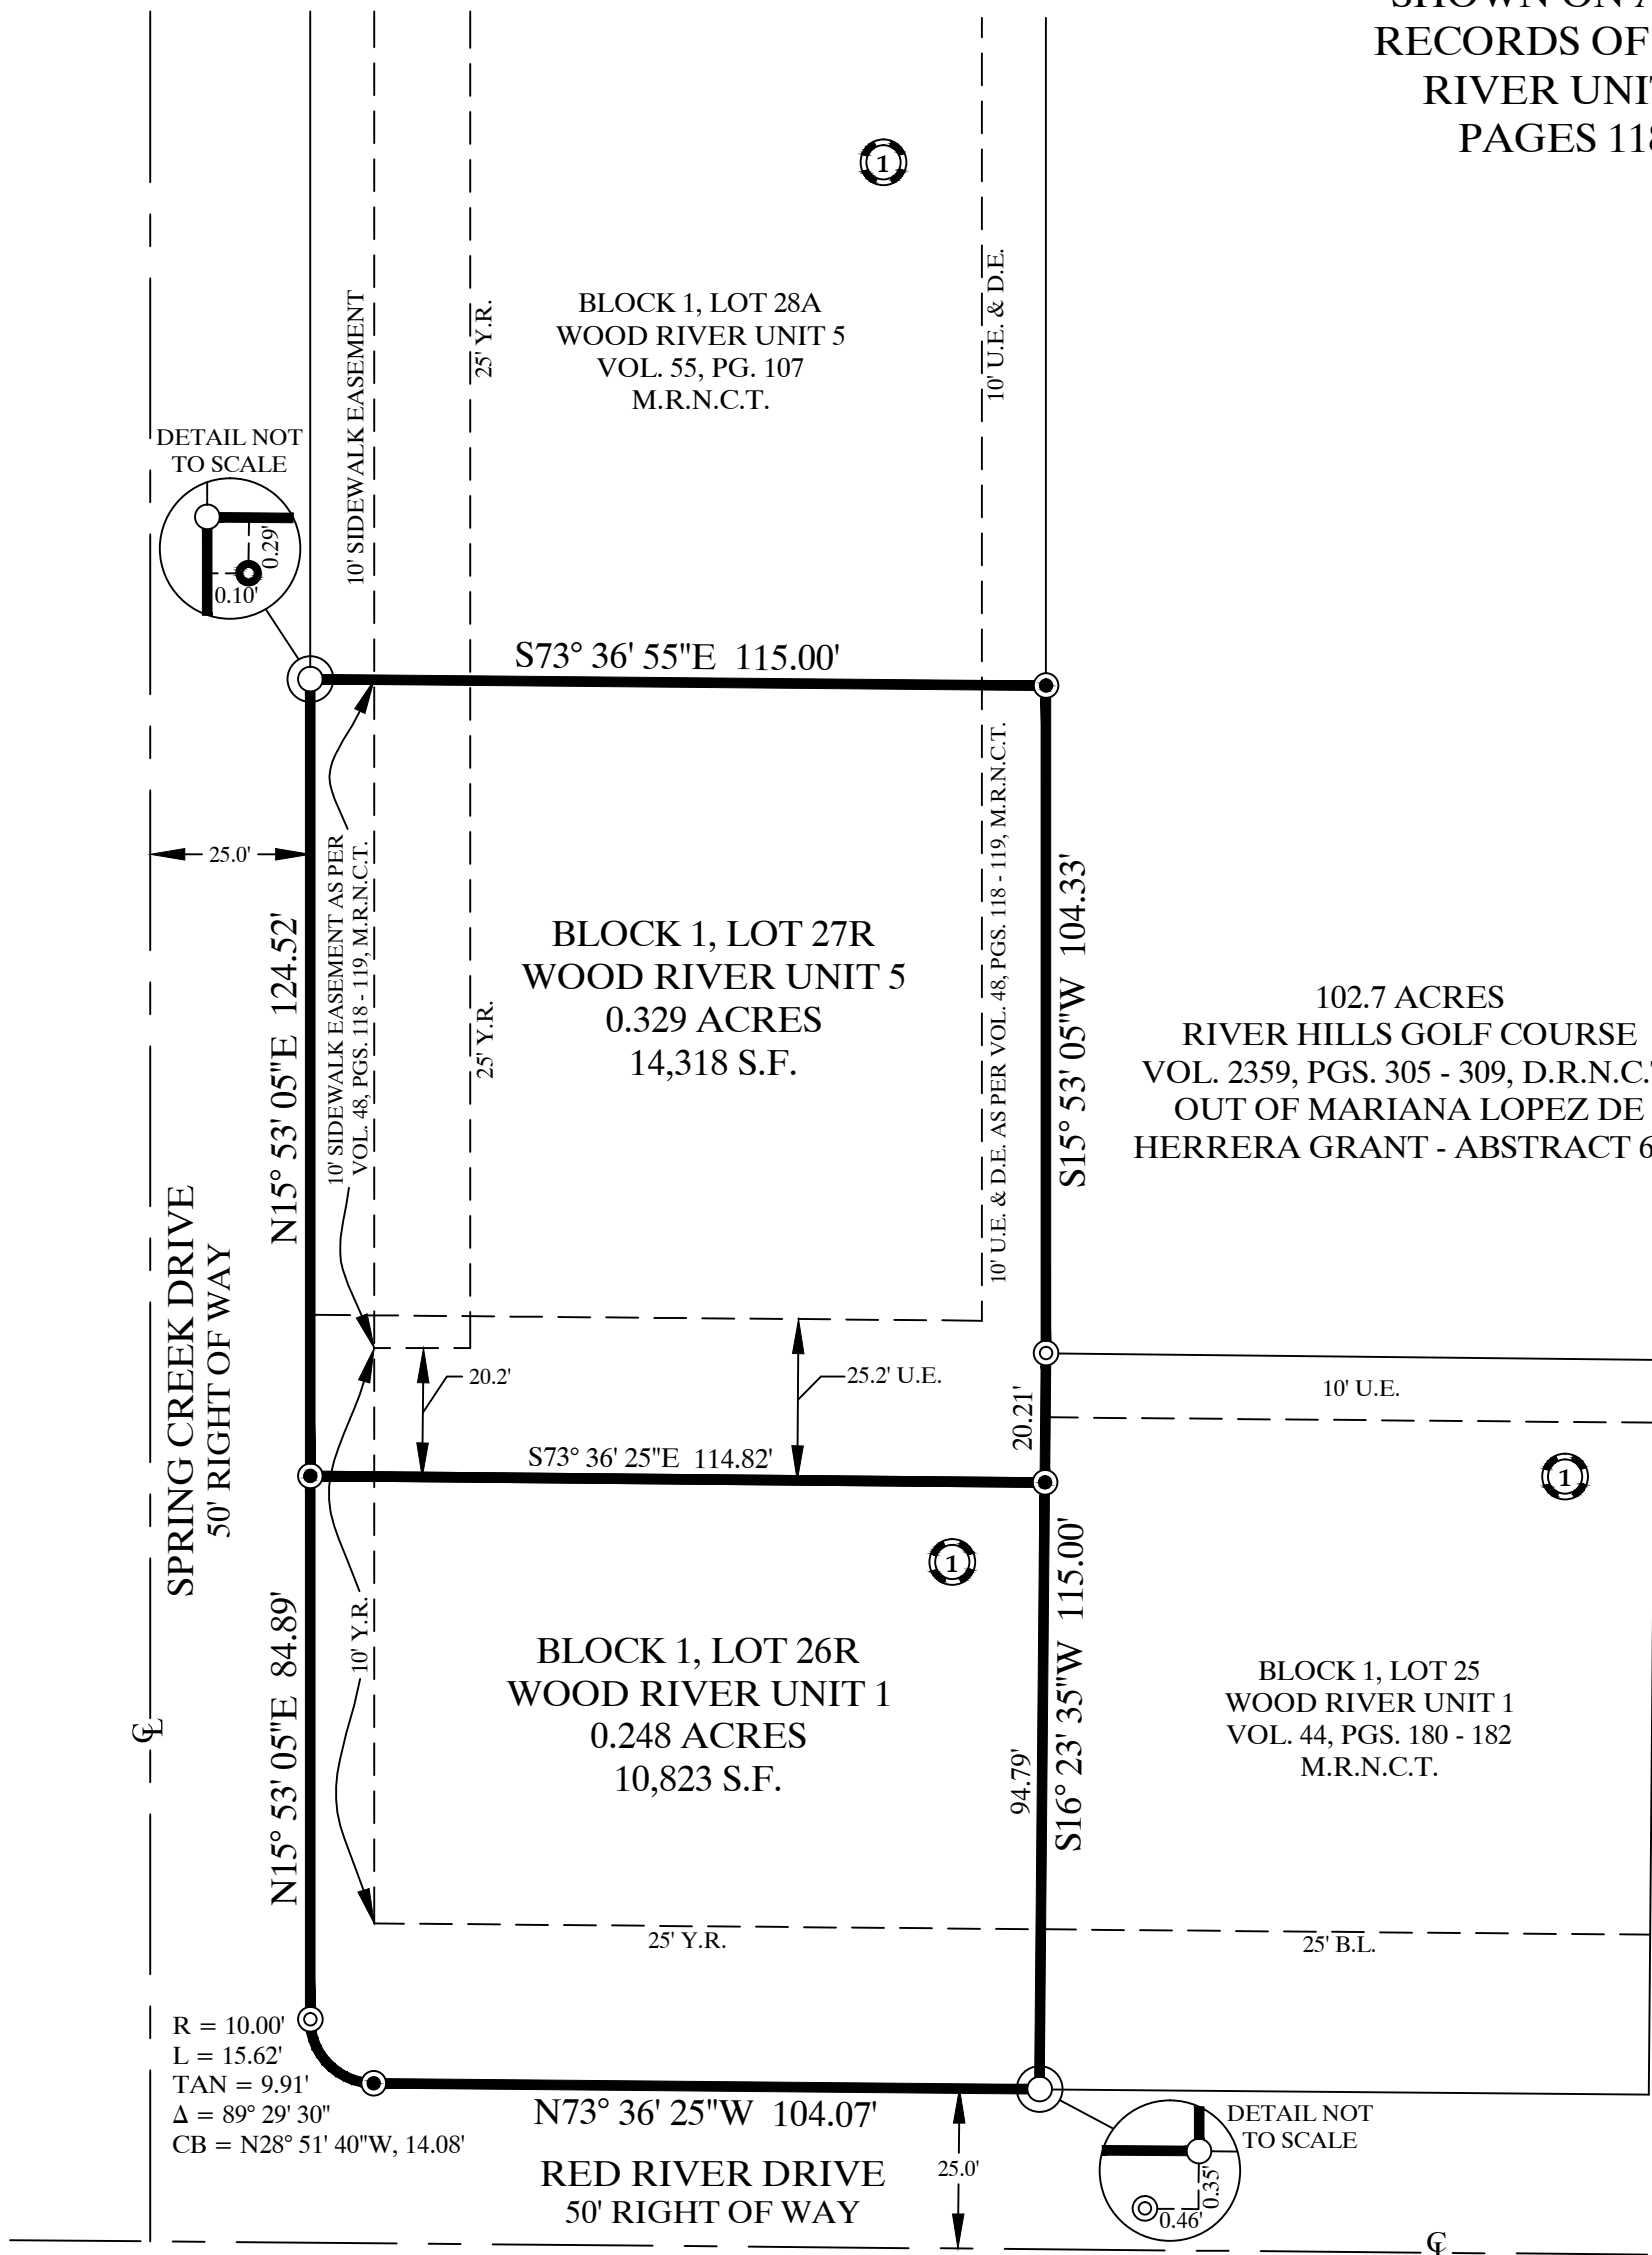 RECORDS OF
RIVER UNIT
PAGES 118
1
BLOCK 1, LOT 28A
WOOD RIVER UNIT 5
VOL. 55, PG. 107
M.R.N.C.T.
10' SIDEWALK EASEMENT
25' Y.R.
10' U.E. & D.E.
DETAIL NOT
TO SCALE
0.29'
0.10'
S73° 36' 55"E 115.00'
25.0'
N15° 53' 05"E 124.52'
10' SIDEWALK EASEMENT AS PER
VOL. 48, PGS. 118 - 119, M.R.N.C.T.
25' Y.R.
BLOCK 1, LOT 27R
WOOD RIVER UNIT 5
0.329 ACRES
14,318 S.F.
10' U.E. & D.E. AS PER VOL. 48, PGS. 118 - 119, M.R.N.C.T.
S15° 53' 05"W 104.33'
102.7 ACRES
RIVER HILLS GOLF COURSE
VOL. 2359, PGS. 305 - 309, D.R.N.C.
OUT OF MARIANA LOPEZ DE
HERRERA GRANT - ABSTRACT 6
SPRING CREEK DRIVE
50' RIGHT OF WAY
20.2'
25.2' U.E.
20.21'
10' U.E.
S73° 36' 25"E 114.82'
1
1
N15° 53' 05"E 84.89'
10' Y.R.
BLOCK 1, LOT 26R
WOOD RIVER UNIT 1
0.248 ACRES
10,823 S.F.
94.79'
S16° 23' 35"W 115.00'
BLOCK 1, LOT 25
WOOD RIVER UNIT 1
VOL. 44, PGS. 180 - 182
M.R.N.C.T.
CL
25' Y.R.
25' B.L.
R = 10.00'
L = 15.62'
TAN = 9.91'
Δ = 89° 29' 30"
CB = N28° 51' 40"W, 14.08'
N73° 36' 25"W 104.07'
RED RIVER DRIVE
50' RIGHT OF WAY
25.0'
DETAIL NOT
TO SCALE
0.35'
0.46'
CL